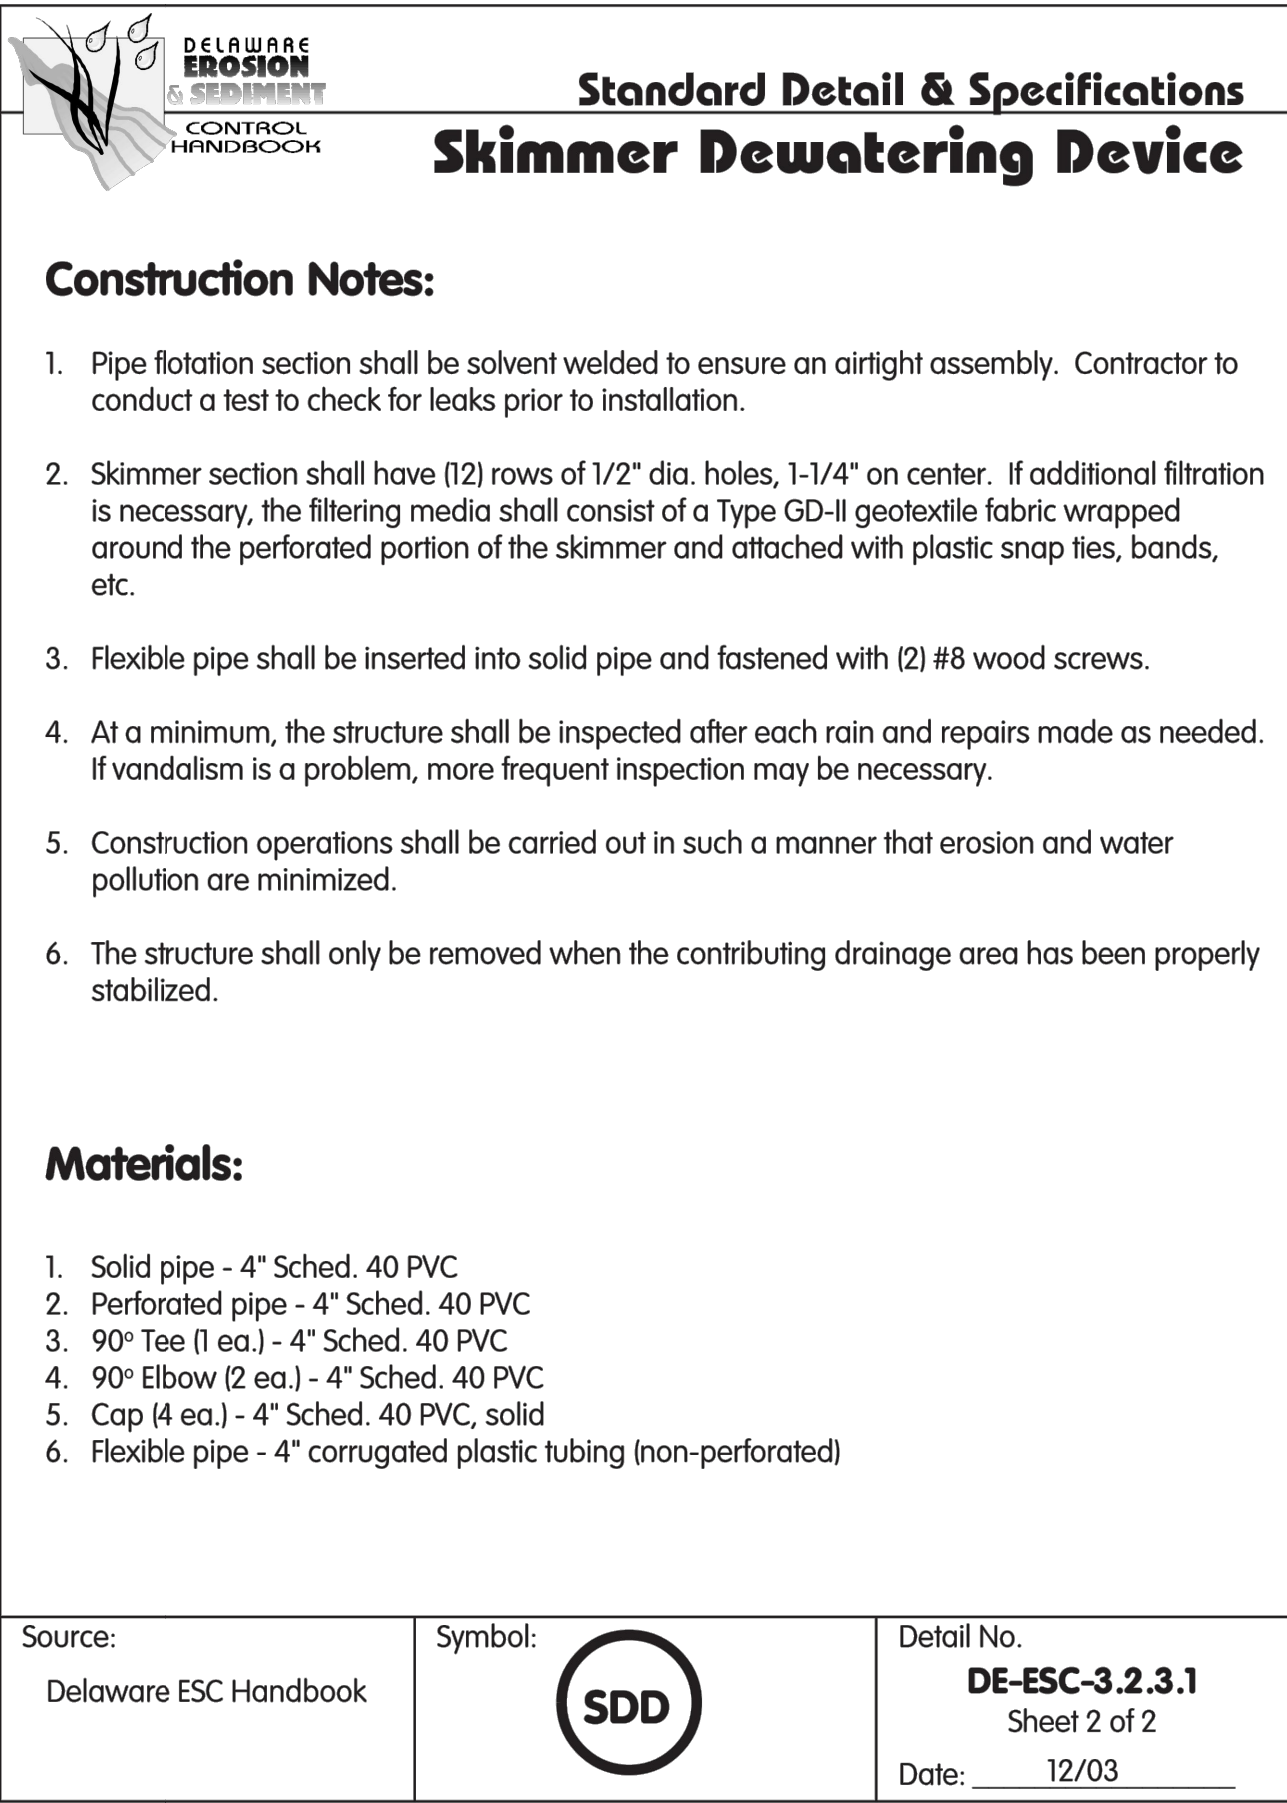 DELAWARE
EROSION
& SEDIMENT
CONTROL
HANDBOOK
Standard Detail & Specifications
Skimmer Dewatering Device
Construction Notes:
1. Pipe flotation section shall be solvent welded to ensure an airtight assembly. Contractor to
conduct a test to check for leaks prior to installation.
2. Skimmer section shall have (12) rows of 1/2" dia. holes, 1-1/4" on center. If additional filtration
is necessary, the filtering media shall consist of a Type GD-II geotextile fabric wrapped
around the perforated portion of the skimmer and attached with plastic snap ties, bands,
etc.
3. Flexible pipe shall be inserted into solid pipe and fastened with (2) #8 wood screws.
4. At a minimum, the structure shall be inspected after each rain and repairs made as needed.
If vandalism is a problem, more frequent inspection may be necessary.
5. Construction operations shall be carried out in such a manner that erosion and water
pollution are minimized.
6. The structure shall only be removed when the contributing drainage area has been properly
stabilized.
Materials:
1. Solid pipe - 4" Sched. 40 PVC
2. Perforated pipe - 4" Sched. 40 PVC
3. 90º Tee (1 ea.) - 4" Sched. 40 PVC
4. 90º Elbow (2 ea.) - 4" Sched. 40 PVC
5. Cap (4 ea.) - 4" Sched. 40 PVC, solid
6. Flexible pipe - 4" corrugated plastic tubing (non-perforated)
Source:
Delaware ESC Handbook
Symbol:
SDD
Detail No.
DE-ESC-3.2.3.1
Sheet 2 of 2
Date: 12/03